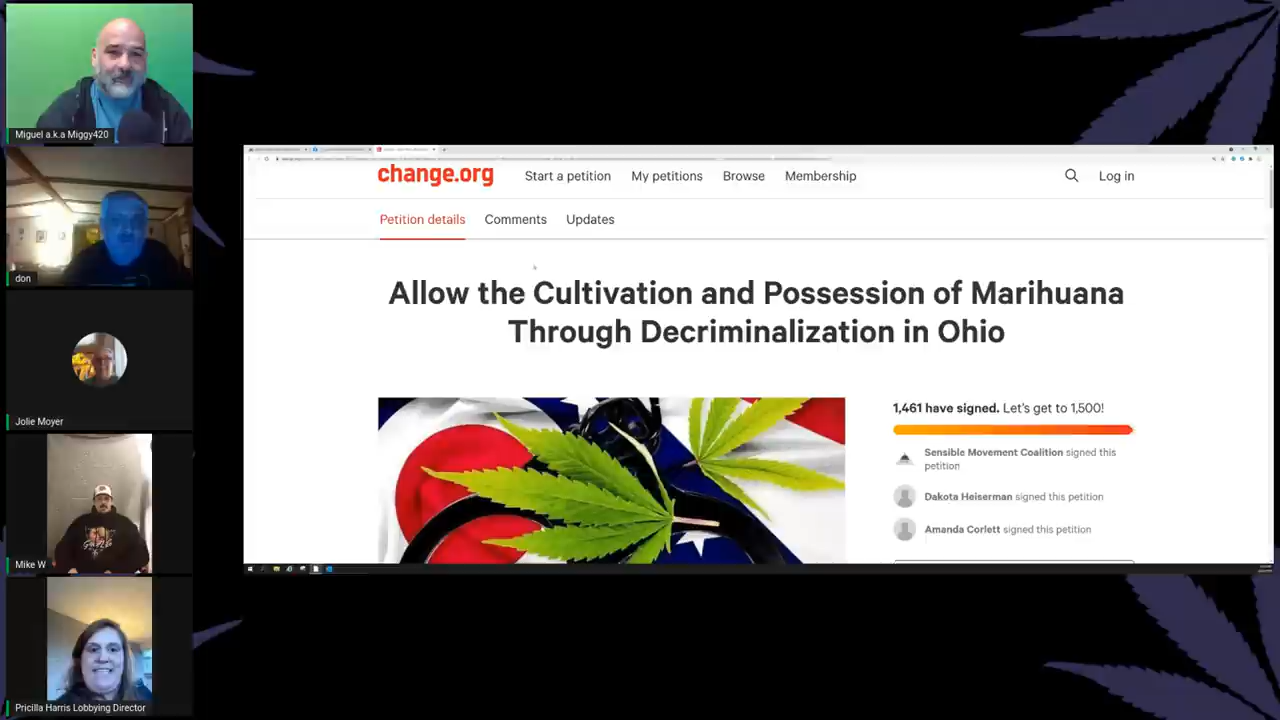 Miguel a.k.a Miggy420
don
Jolie Moyer
Mike W
Pricilla Harris Lobbying Director
change.org
Start a petition
My petitions
Browse
Membership
Log in
Petition details
Comments
Updates
Allow the Cultivation and Possession of Marihuana
Through Decriminalization in Ohio
1,461 have signed. Let's get to 1,500!
Sensible Movement Coalition signed this
petition
Dakota Heiserman signed this petition
Amanda Corlett signed this petition